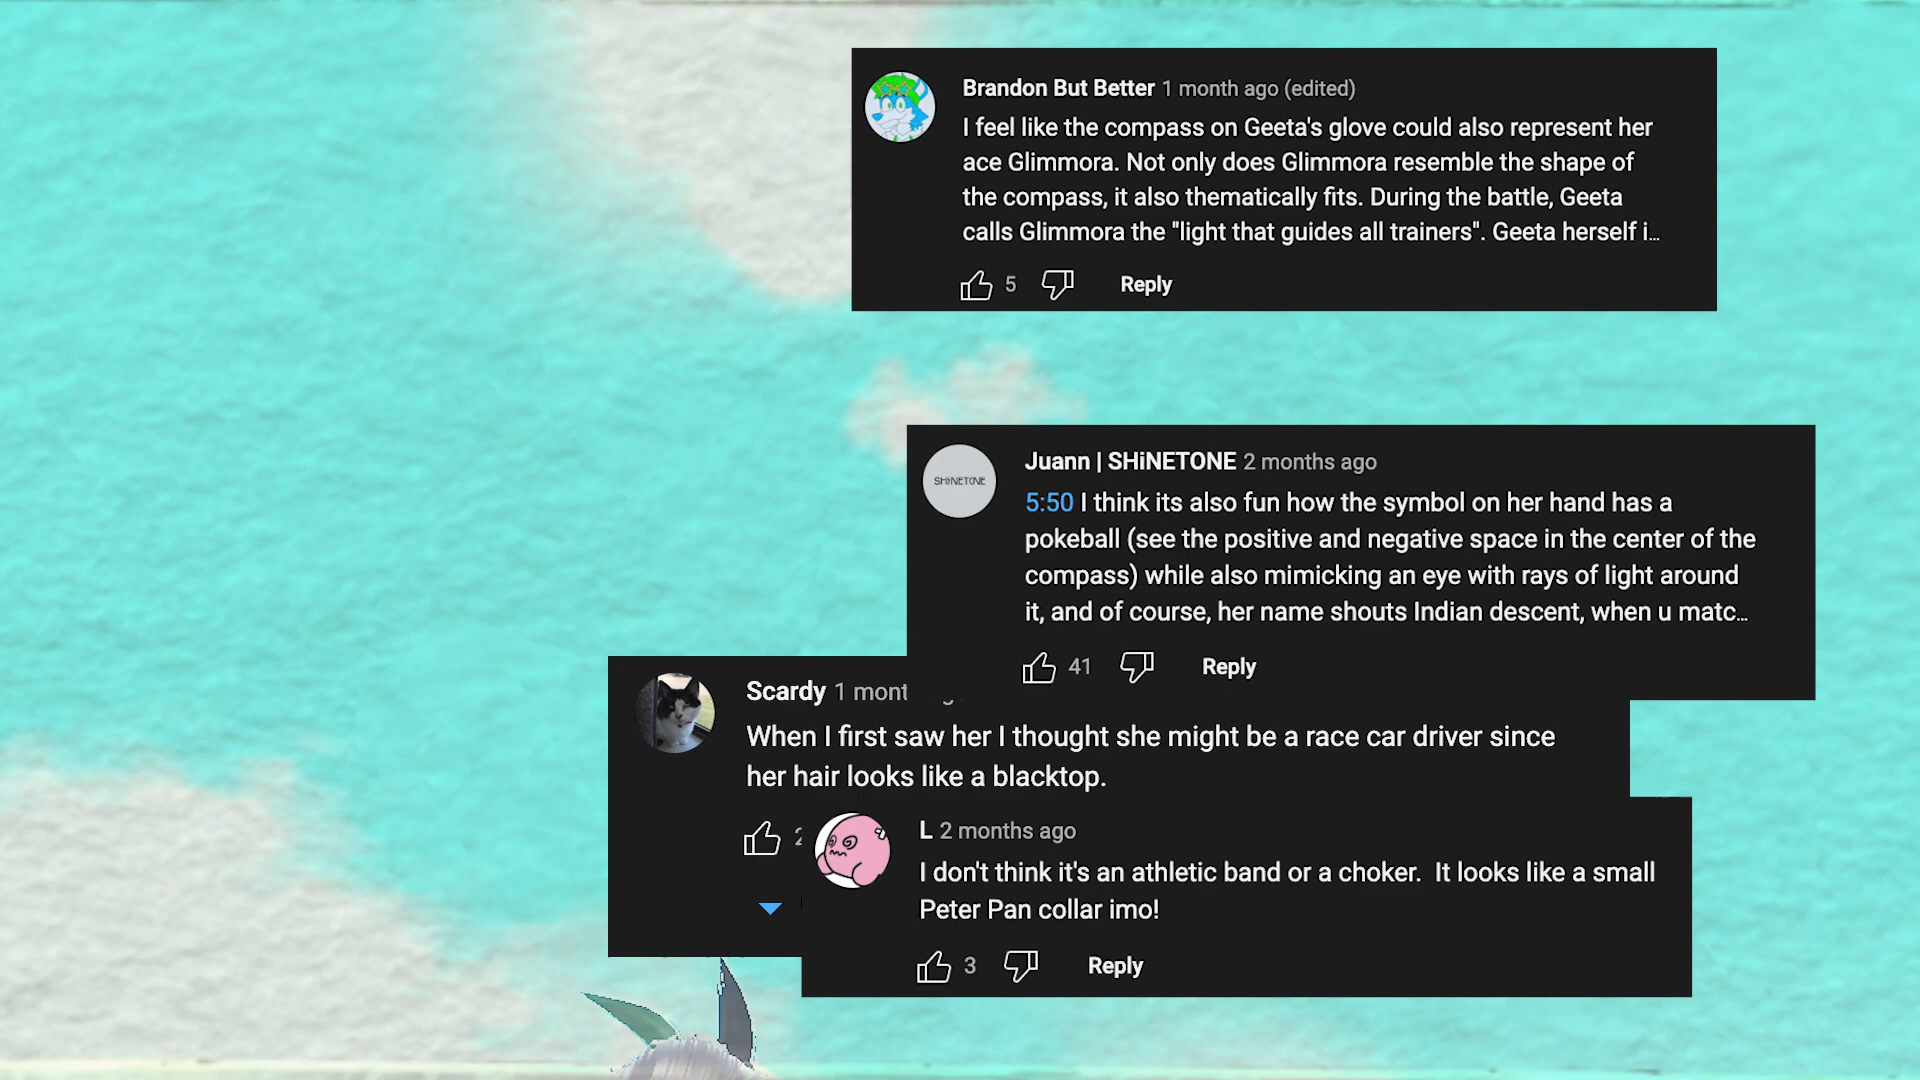 Brandon But Better 1 month ago (edited)
I feel like the compass on Geeta's glove could also represent her
ace Glimmora. Not only does Glimmora resemble the shape of
the compass, it also thematically fits. During the battle, Geeta
calls Glimmora the "light that guides all trainers". Geeta herself i...
5 Reply
SHiNETONE
Juann | SHiNETONE 2 months ago
5:50 I think its also fun how the symbol on her hand has a
pokeball (see the positive and negative space in the center of the
compass) while also mimicking an eye with rays of light around
it, and of course, her name shouts Indian descent, when u matc...
41 Reply
Scardy 1 mont
When I first saw her I thought she might be a race car driver since
her hair looks like a blacktop.
L 2 months ago
I don't think it's an athletic band or a choker. It looks like a small
Peter Pan collar imo!
3 Reply